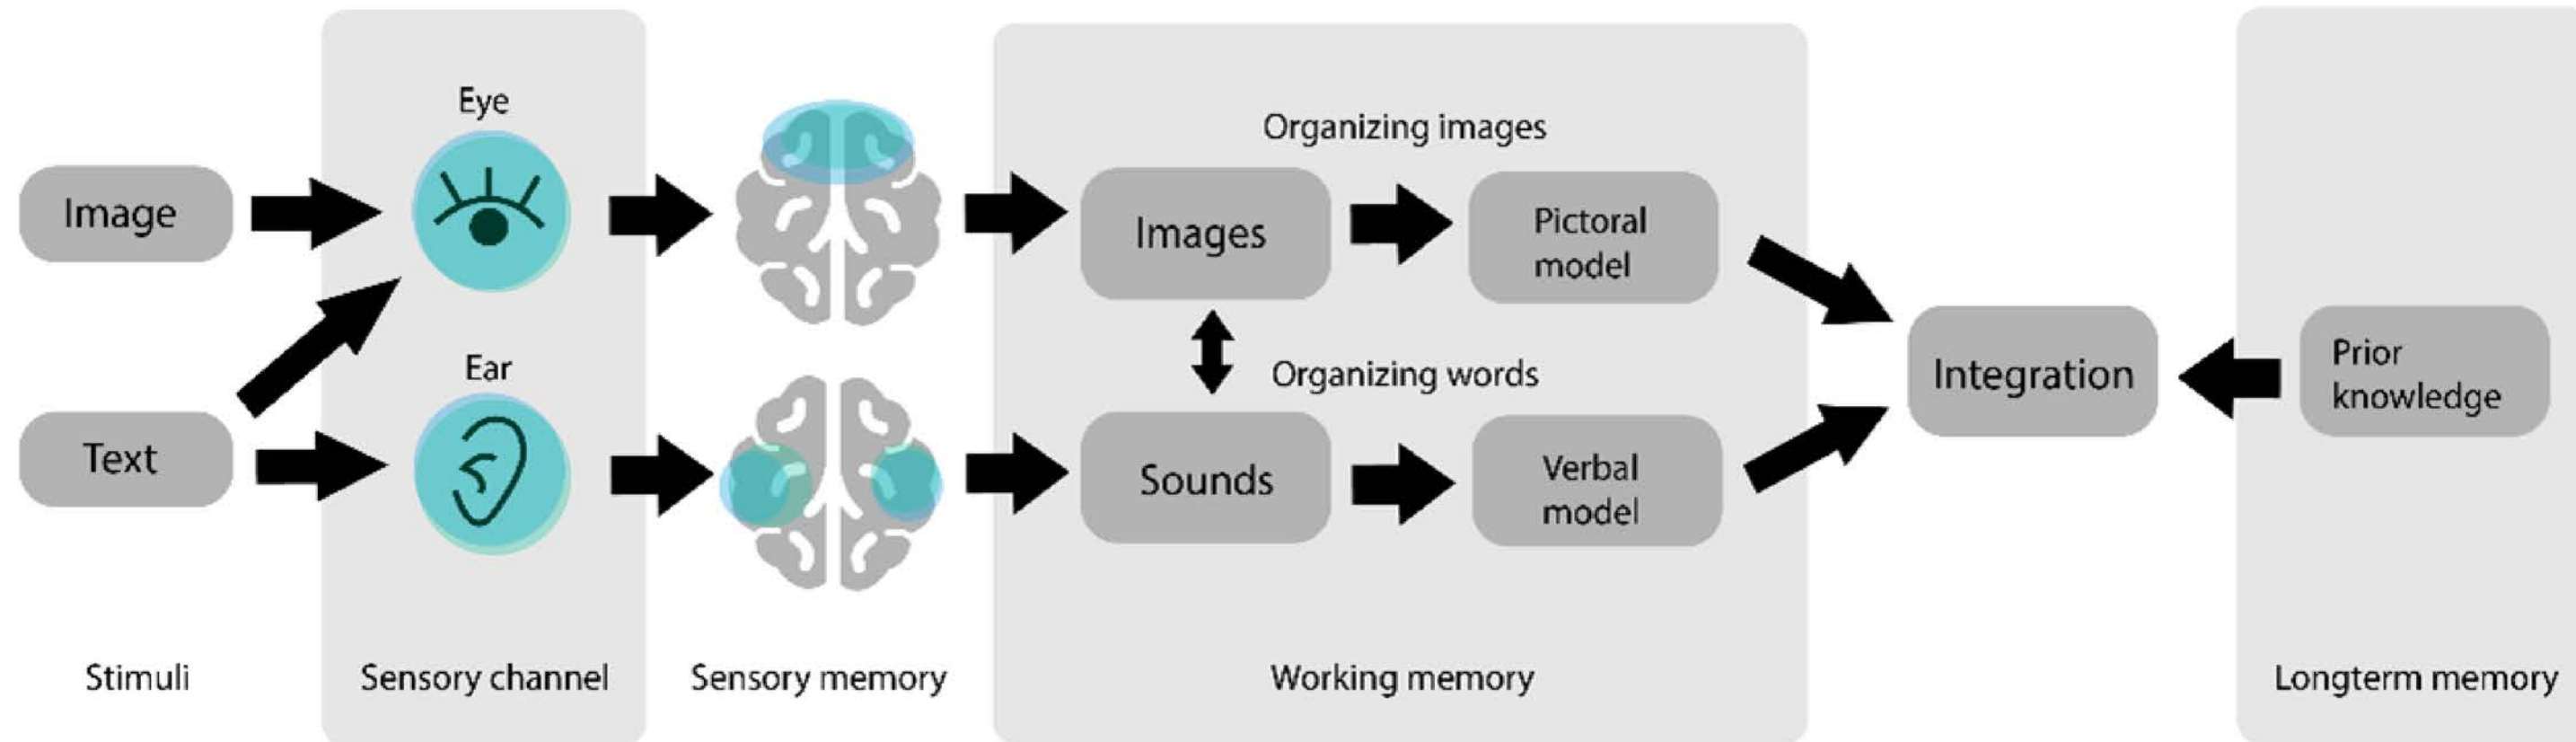 Eye
Organizing images
Image
Images
Pictoral
model
Ear
Organizing words
Integration
Prior
knowledge
Text
Sounds
Verbal
model
Stimuli
Sensory channel
Sensory memory
Working memory
Longterm memory